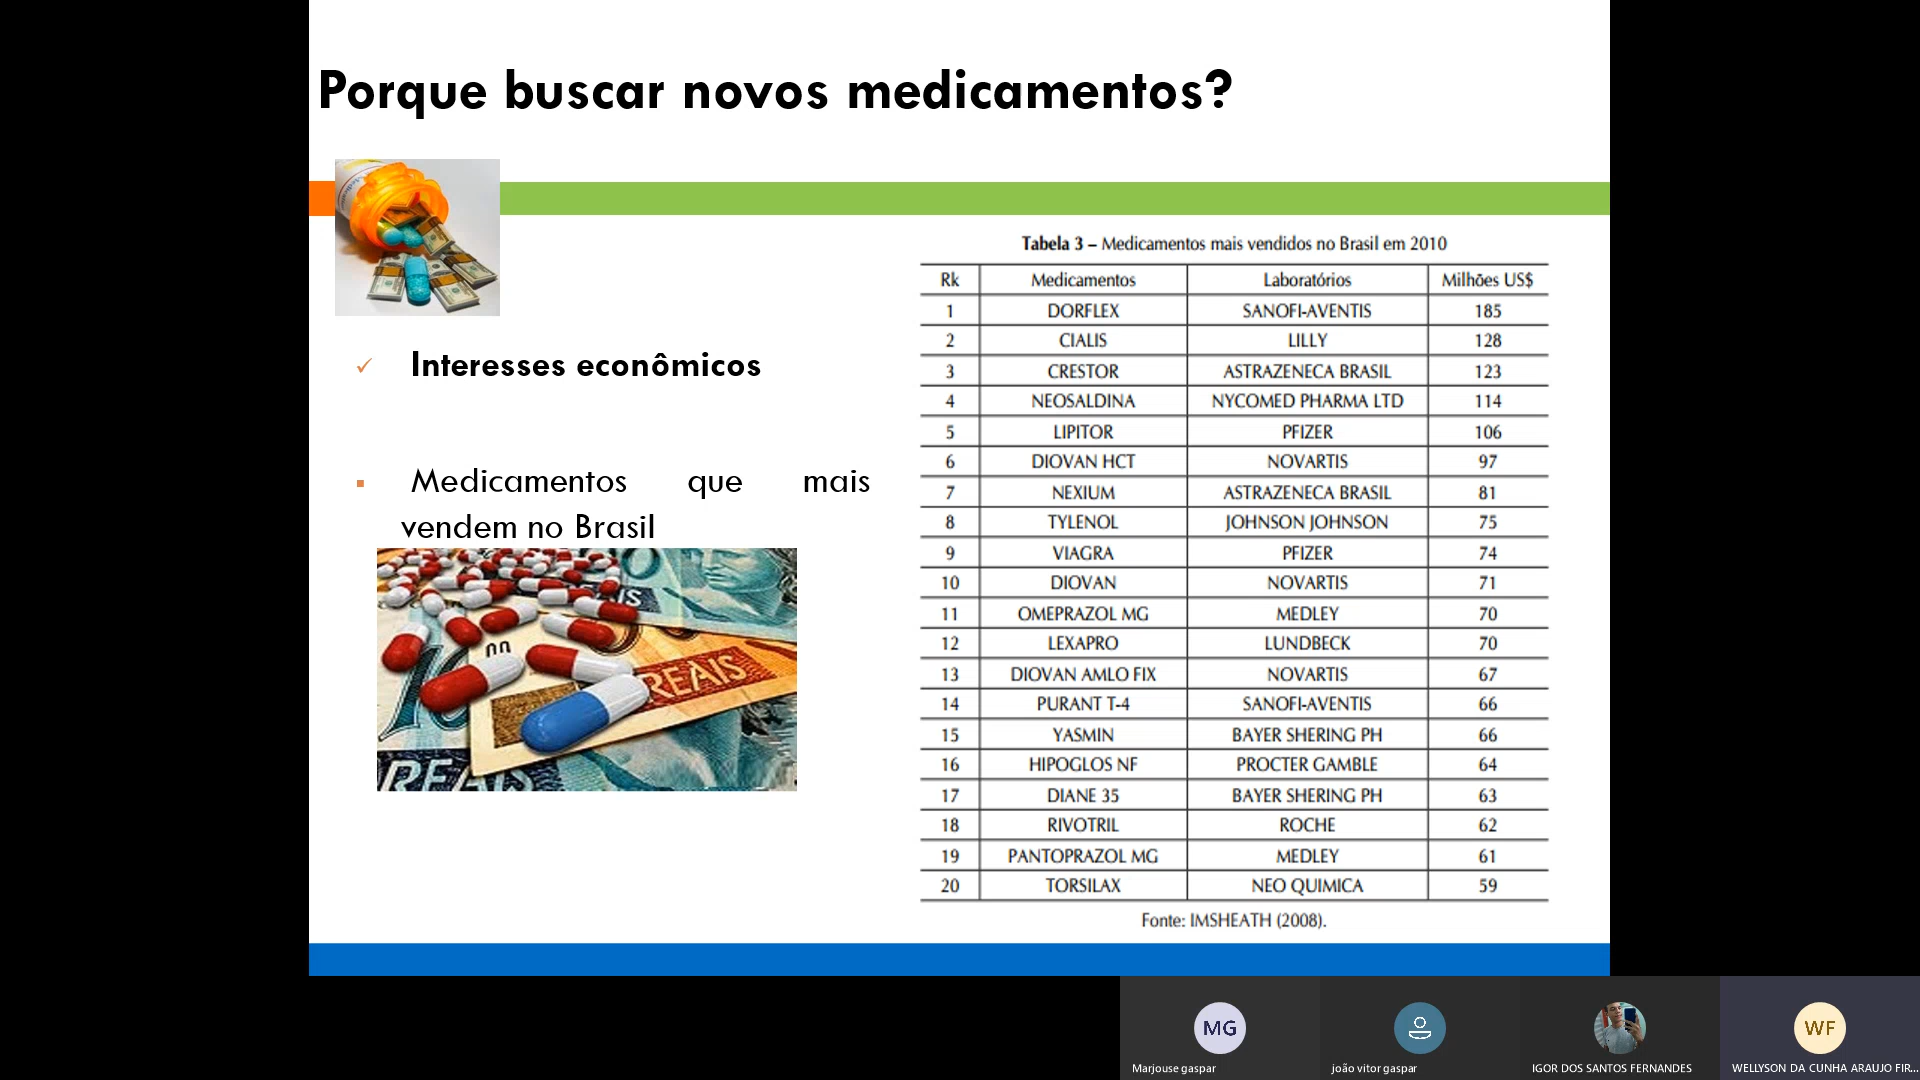 Porque buscar novos medicamentos?
Interesses econômicos
Medicamentos que mais
vendem no Brasil
REAIS
REAIS
Tabela 3 – Medicamentos mais vendidos no Brasil em 2010
Rk Medicamentos Laboratórios Milhões US$
1 DORFLEX SANOFI-AVENTIS 185
2 CIALIS LILLY 128
3 CRESTOR ASTRAZENECA BRASIL 123
4 NEOSALDINA NYCOMED PHARMA LTD 114
5 LIPITOR PFIZER 106
6 DIOVAN HCT NOVARTIS 97
7 NEXIUM ASTRAZENECA BRASIL 81
8 TYLENOL JOHNSON JOHNSON 75
9 VIAGRA PFIZER 74
10 DIOVAN NOVARTIS 71
11 OMEPRAZOL MG MEDLEY 70
12 LEXAPRO LUNDBECK 70
13 DIOVAN AMLO FIX NOVARTIS 67
14 PURANT T-4 SANOFI-AVENTIS 66
15 YASMIN BAYER SHERING PH 66
16 HIPOGLOS NF PROCTER GAMBLE 64
17 DIANE 35 BAYER SHERING PH 63
18 RIVOTRIL ROCHE 62
19 PANTOPRAZOL MG MEDLEY 61
20 TORSILAX NEO QUIMICA 59
Fonte: IMSHEATH (2008).
MG
WF
Marjouse gaspar
joão vitor gaspar
IGOR DOS SANTOS FERNANDES
WELLYSON DA CUNHA ARAUJO FIR...